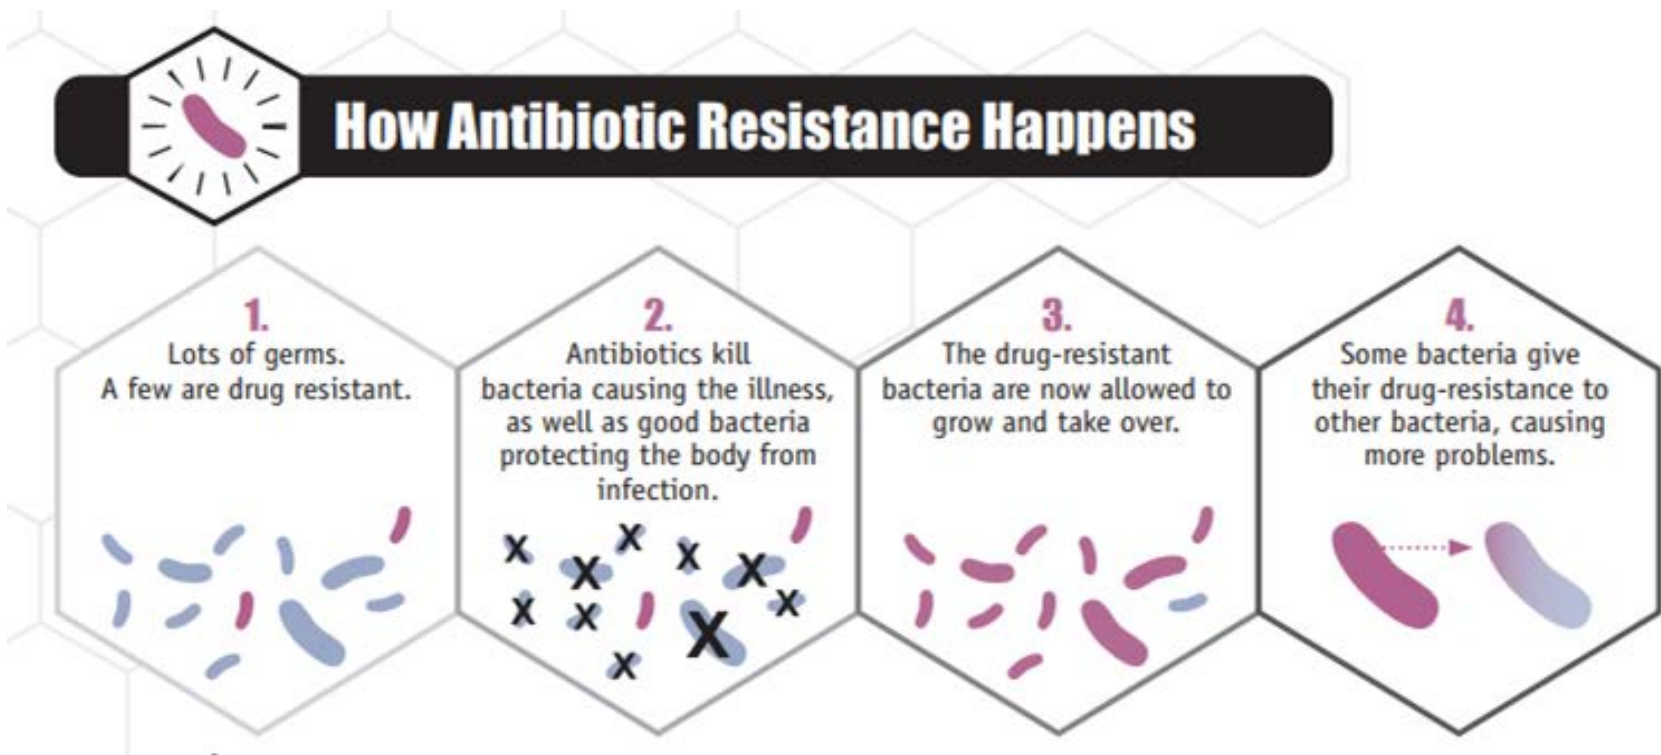 How Antibiotic Resistance Happens
1.
Lots of germs.
A few are drug resistant.
2.
Antibiotics kill
bacteria causing the illness,
as well as good bacteria
protecting the body from
infection.
X X X X X X X X X X
3.
The drug-resistant
bacteria are now allowed to
grow and take over.
4.
Some bacteria give
their drug-resistance to
other bacteria, causing
more problems.